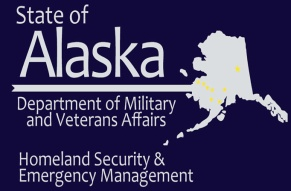 State of
Alaska
Department of Military
and Veterans Affairs
Homeland Security &
Emergency Management